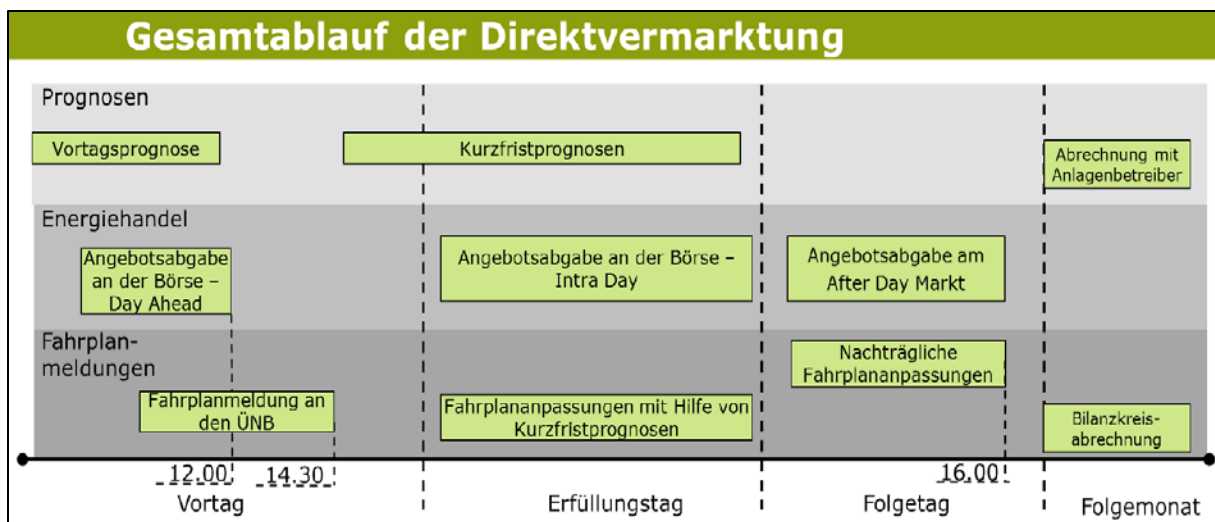 Gesamtablauf der Direktvermarktung
Prognosen
Vortagsprognose
Kurzfristprognosen
Abrechnung mit
Anlagenbetreiber
Energiehandel
Angebotsabgabe
an der Börse –
Day Ahead
Angebotsabgabe an der Börse –
Intra Day
Angebotsabgabe am
After Day Markt
Fahrplan-
meldungen
Fahrplanmeldung an
den ÜNB
Fahrplananpassungen mit Hilfe von
Kurzfristprognosen
Nachträgliche
Fahrplananpassungen
Bilanzkreis-
abrechnung
12.00
14.30
16.00
Vortag
Erfüllungstag
Folgetag
Folgemonat